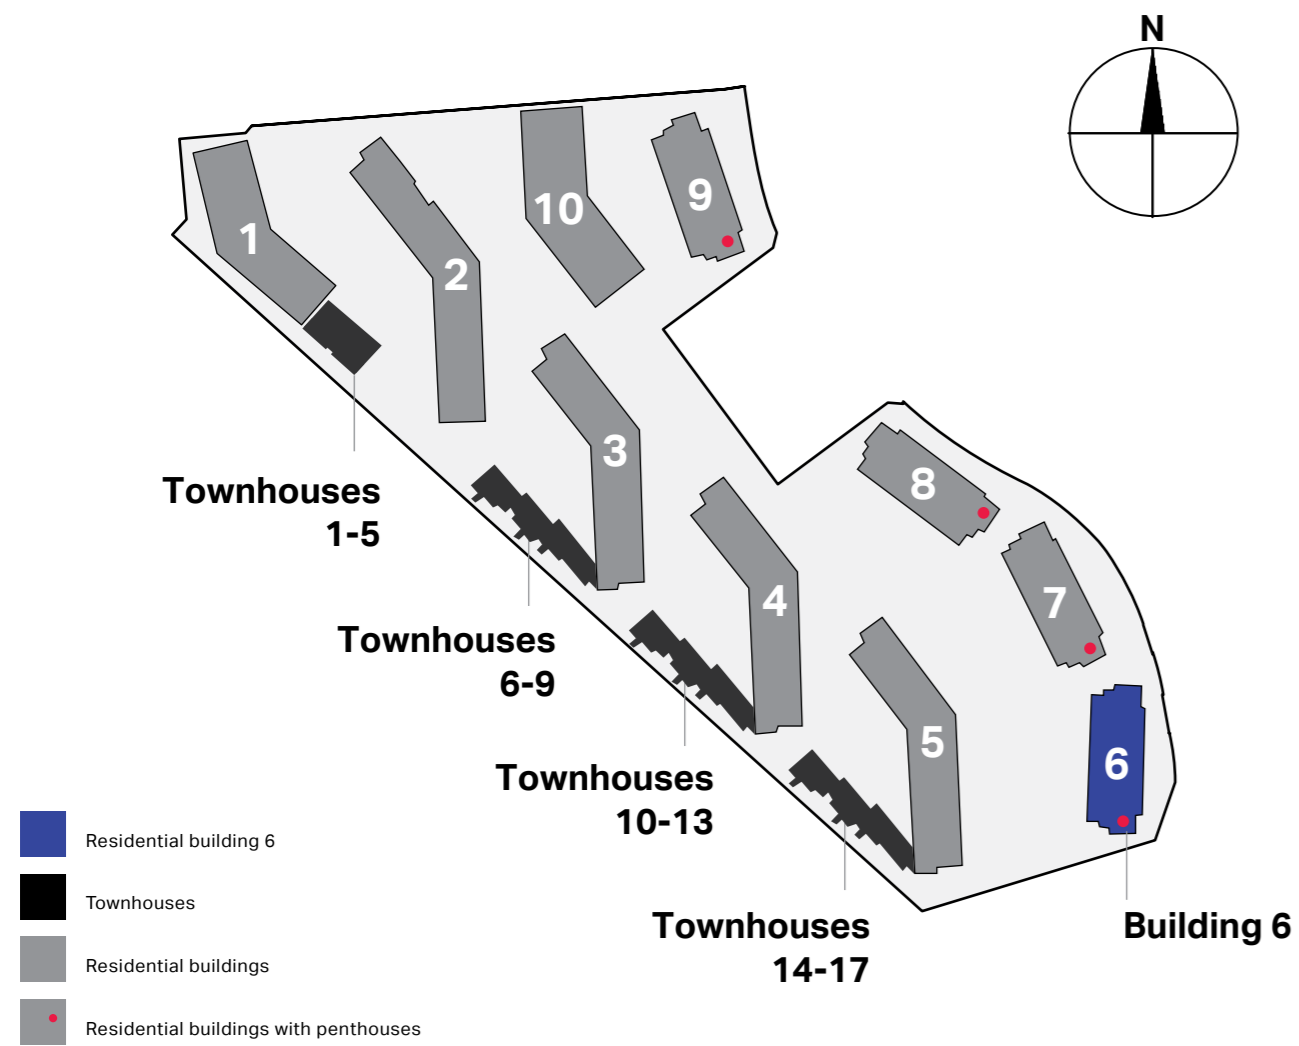 N
9
10
1
2
3
8
Townhouses
1-5
4
7
Townhouses
6-9
5
6
Townhouses
10-13
Residential building 6
Townhouses
Townhouses
14-17
Building 6
Residential buildings
Residential buildings with penthouses